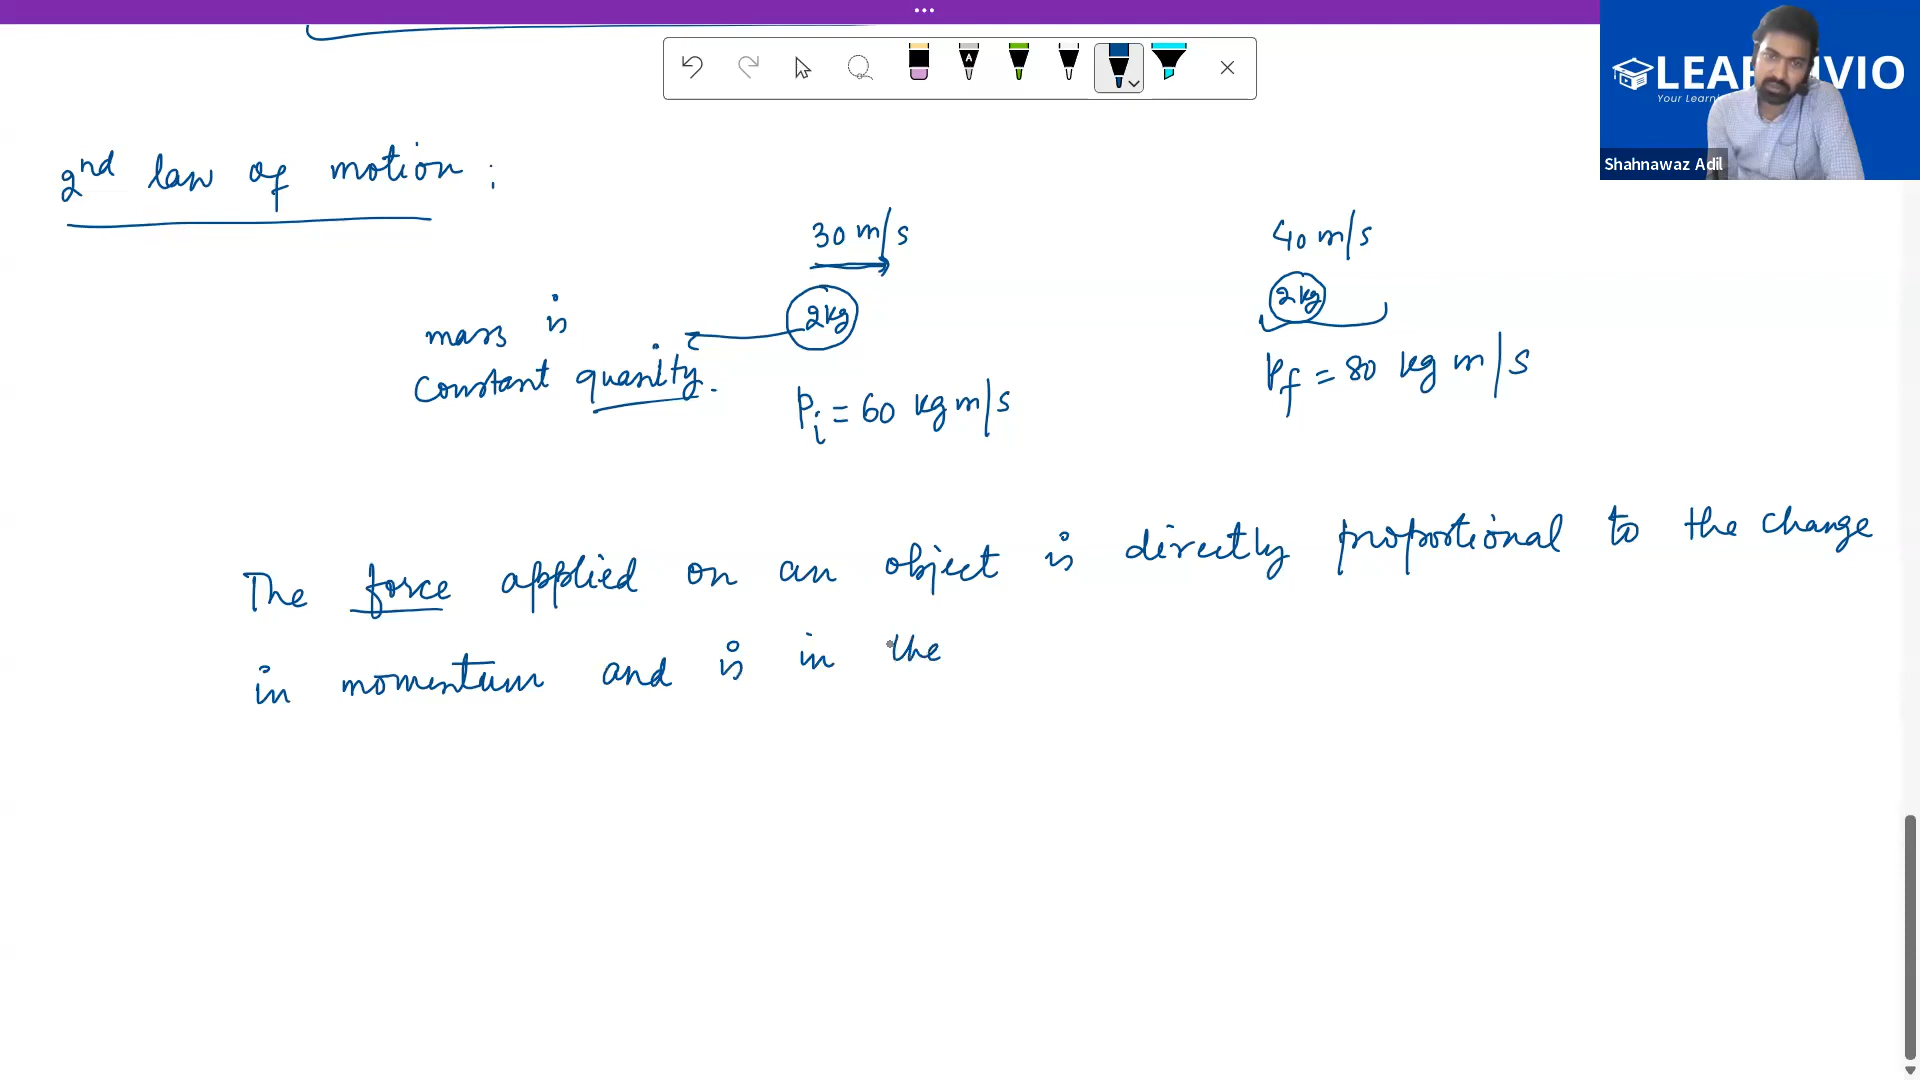 LEA VIO
Your Learni
Shahnawaz Adil
2nd law of motion :
30 m/s
40 m/s
2kg
2kg
mass is
constant quanity.
Pi = 60 kg m/s
Pf = 80 kg m/s
The force applied on an object is directly proportional to the change
in momentum and is in the